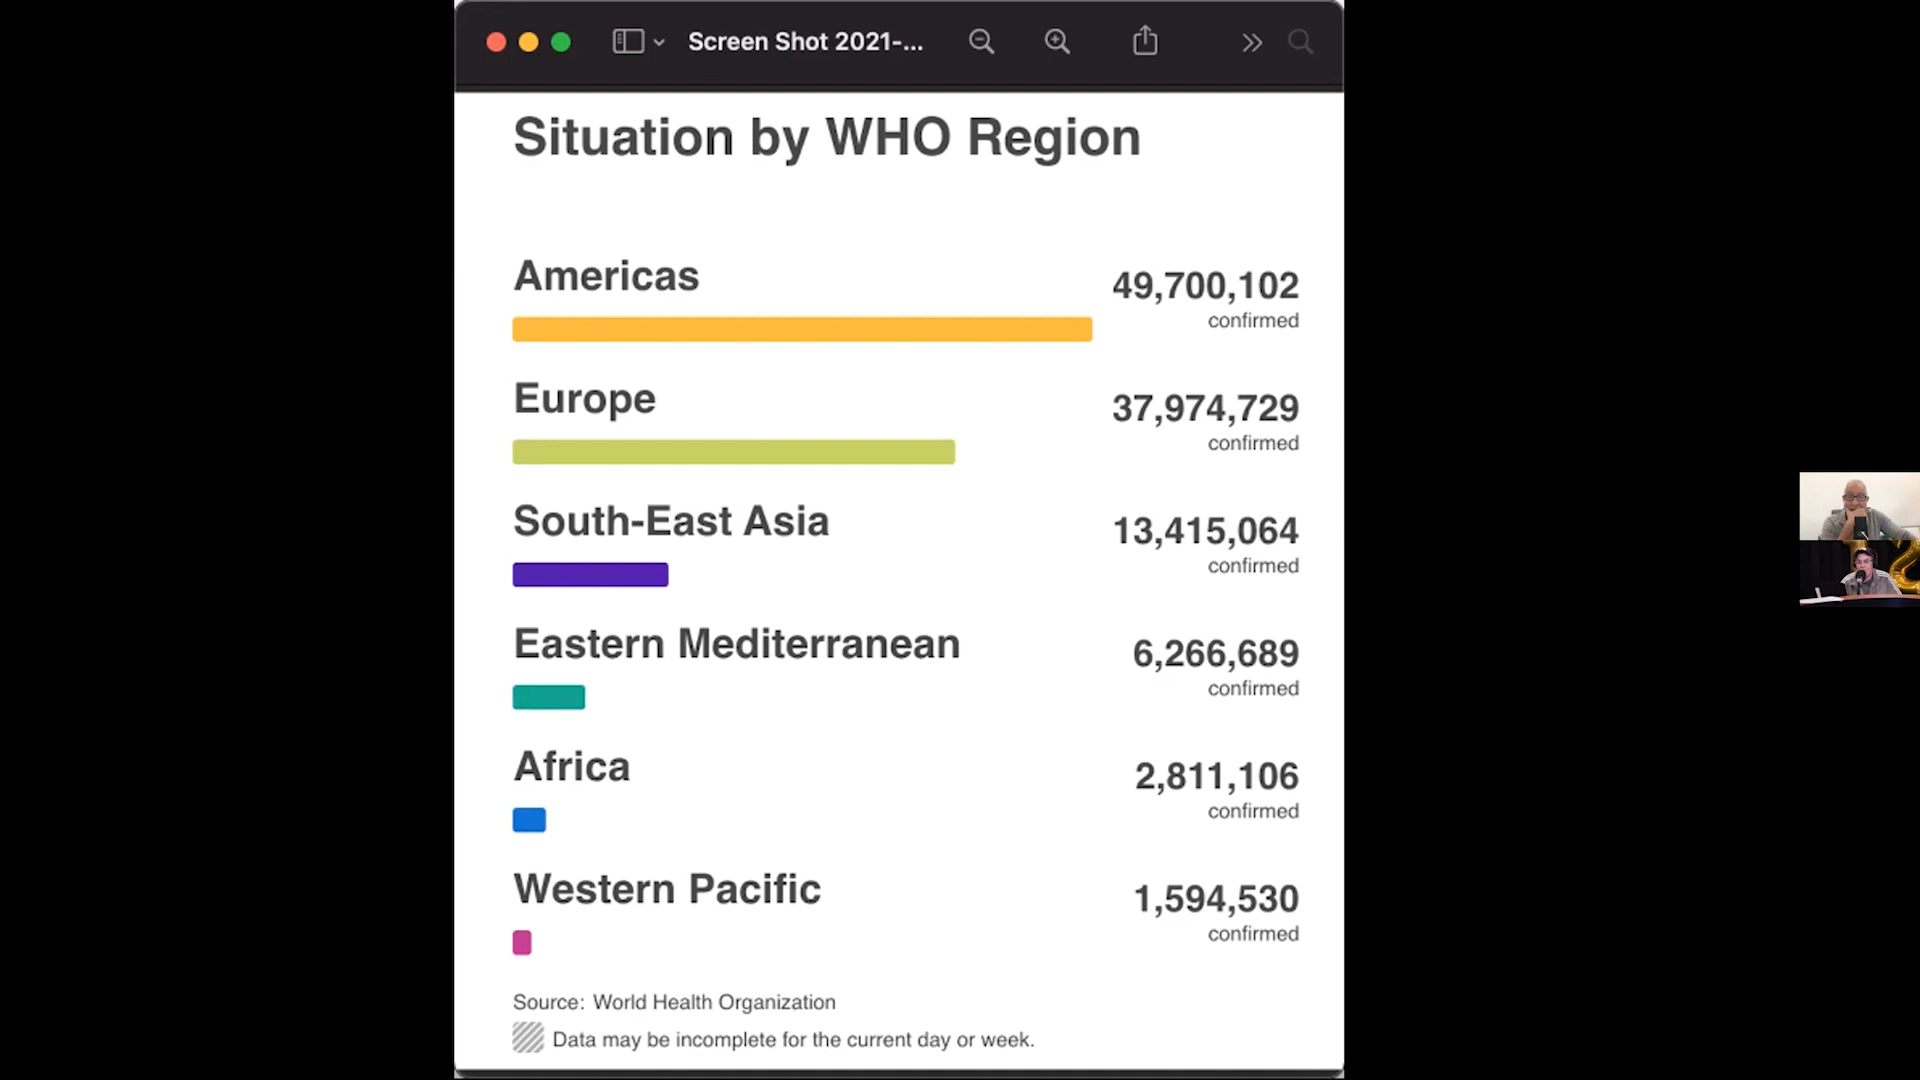 Screen Shot 2021-...
Situation by WHO Region
Americas
49,700,102
confirmed
Europe
37,974,729
confirmed
South-East Asia
13,415,064
confirmed
Eastern Mediterranean
6,266,689
confirmed
Africa
2,811,106
confirmed
Western Pacific
1,594,530
confirmed
Source: World Health Organization
Data may be incomplete for the current day or week.